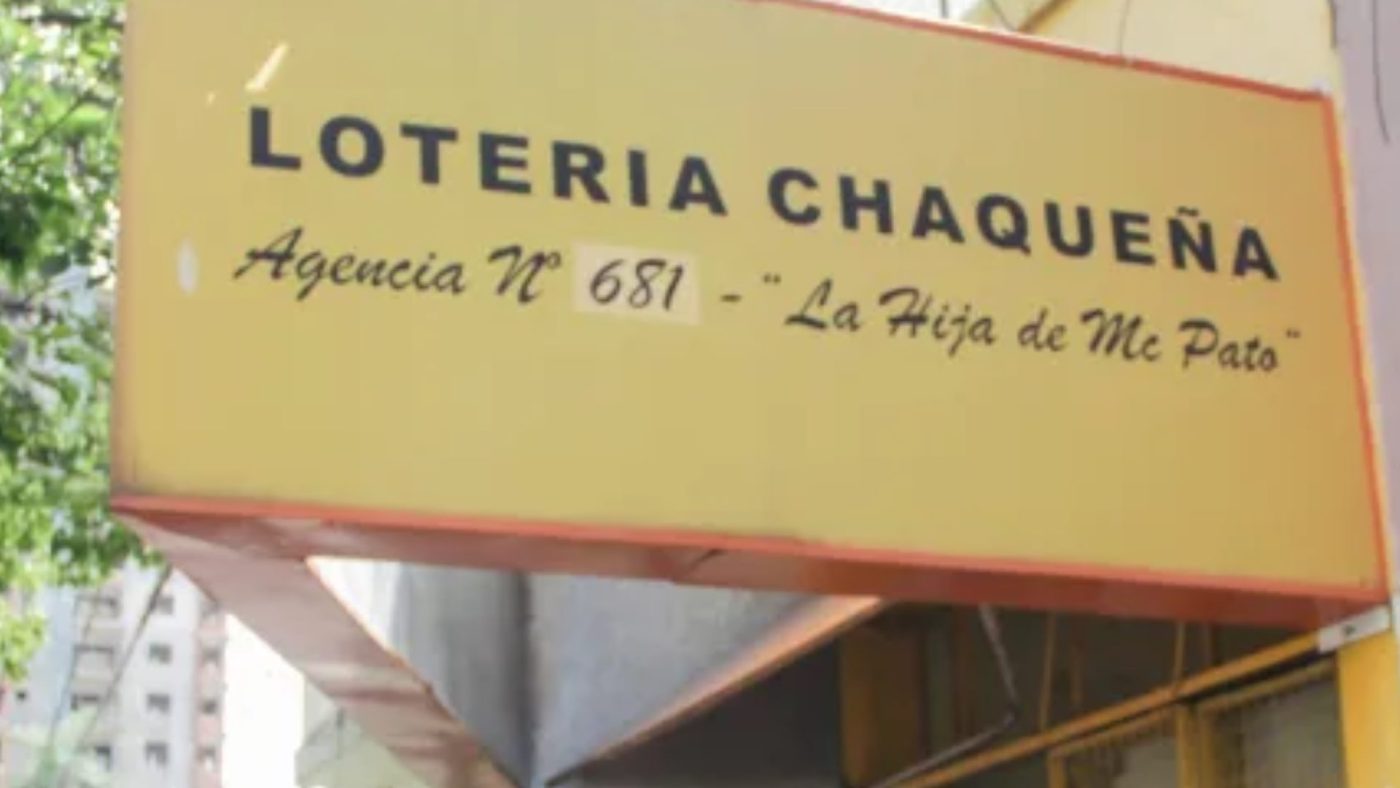 LOTERIA CHAQUEÑA
Agencia Nº 681 - "La Hija de Mc Pato"